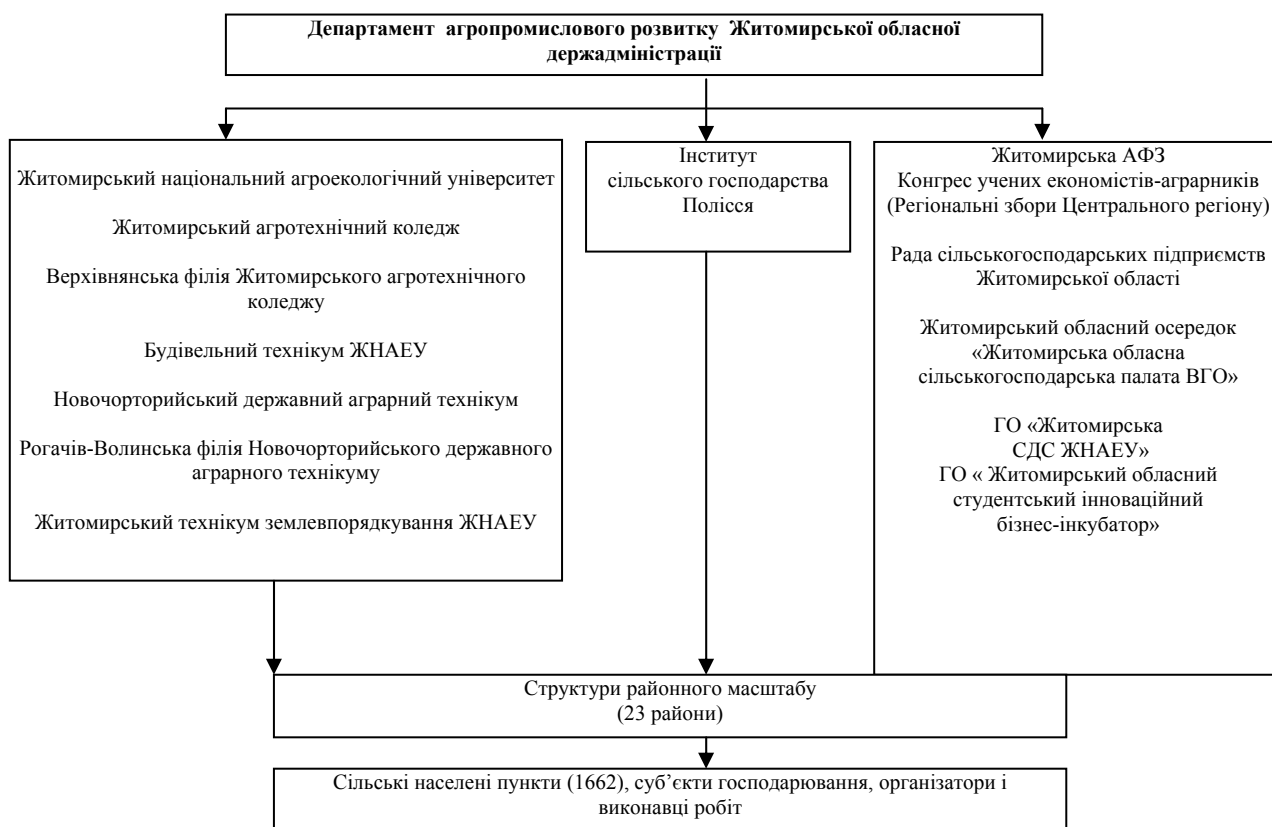 Департамент агропромислового розвитку Житомирської обласної
держадміністрації
Житомирський національний агроекологічний університет
Житомирський агротехнічний коледж
Верхівнянська філія Житомирського агротехнічного
коледжу
Будівельний технікум ЖНАЕУ
Новочорторийський державний аграрний технікум
Рогачів-Волинська філія Новочорторийського державного
аграрного технікуму
Житомирський технікум землевпорядкування ЖНАЕУ
Інститут
сільського господарства
Полісся
Житомирська АФЗ
Конгрес учених економістів-аграрників
(Регіональні збори Центрального регіону)
Рада сільськогосподарських підприємств
Житомирської області
Житомирський обласний осередок
«Житомирська обласна
сільськогосподарська палата ВГО»
ГО «Житомирська
СДС ЖНАЕУ»
ГО « Житомирський обласний
студентський інноваційний
бізнес-інкубатор»
Структури районного масштабу
(23 райони)
Сільські населені пункти (1662), суб’єкти господарювання, організатори і
виконавці робіт